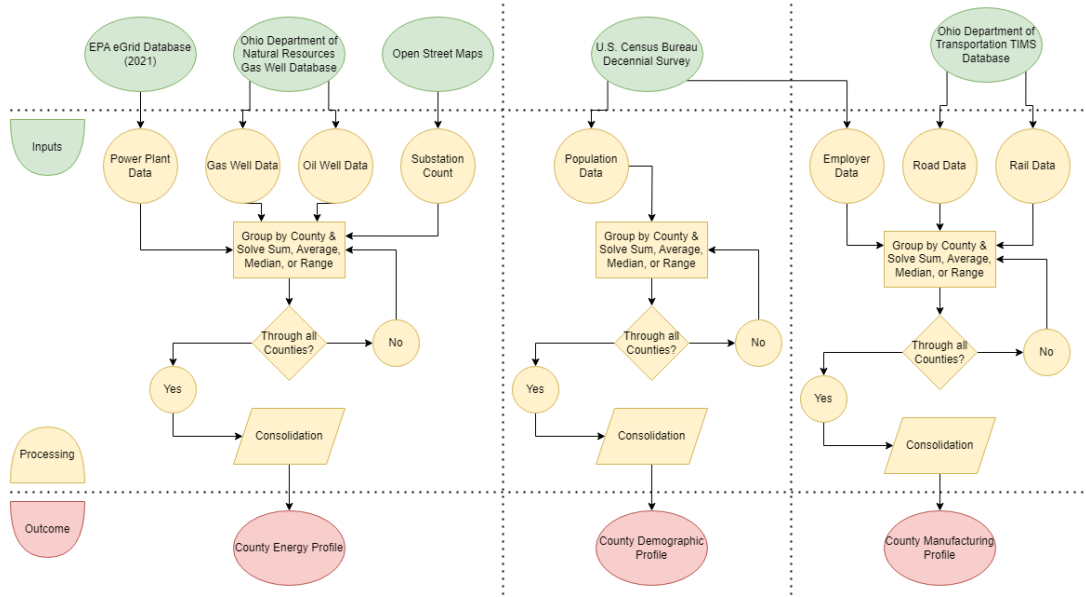 EPA eGrid Database
(2021)
Ohio Department of
Natural Resources
Gas Well Database
Open Street Maps
U.S. Census Bureau
Decennial Survey
Ohio Department of
Transportation TIMS
Database
Inputs
Power Plant
Data
Gas Well Data
Oil Well Data
Substation
Count
Population
Data
Employer
Data
Road Data
Rail Data
Group by County &
Solve Sum, Average,
Median, or Range
Group by County &
Solve Sum, Average,
Median, or Range
Group by County &
Solve Sum, Average,
Median, or Range
Through all
Counties?
No
Through all
Counties?
No
Through all
Counties?
No
Yes
Yes
Yes
Processing
Consolidation
Consolidation
Consolidation
Outcome
County Energy Profile
County Demographic
Profile
County Manufacturing
Profile